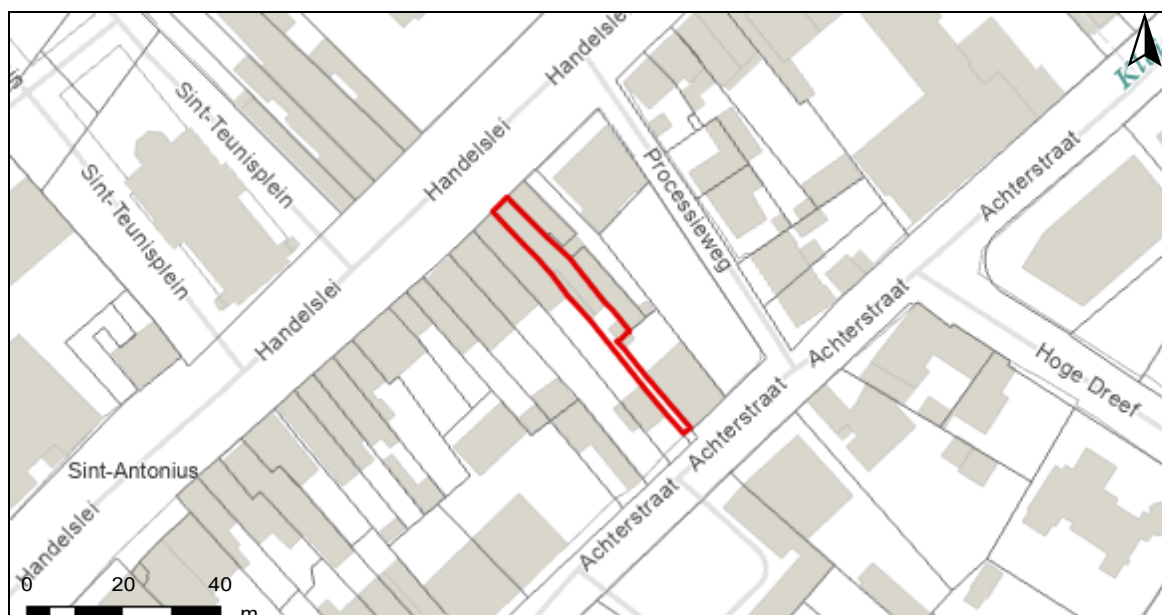 Handelslei
Sint-Teunisplein
Handelslei
Achterstraat
Sint-Teunisplein
Processieweg
Handelslei
Achterstraat
Hoge Dreef
Achterstraat
Sint-Antonius
Achterstraat
Handelslei
0 20 40
m